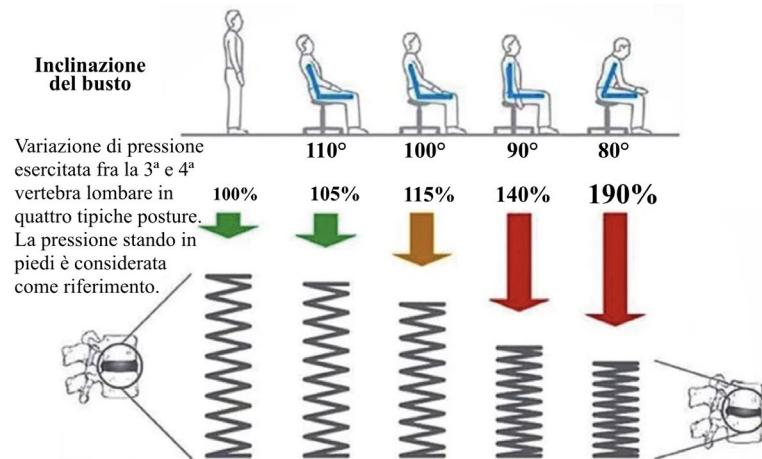 Inclinazione
del busto
Variazione di pressione
esercitata fra la 3ª e 4ª
vertebra lombare in
quattro tipiche posture.
La pressione stando in
piedi è considerata
come riferimento.
110° 100° 90° 80°
100% 105% 115% 140% 190%